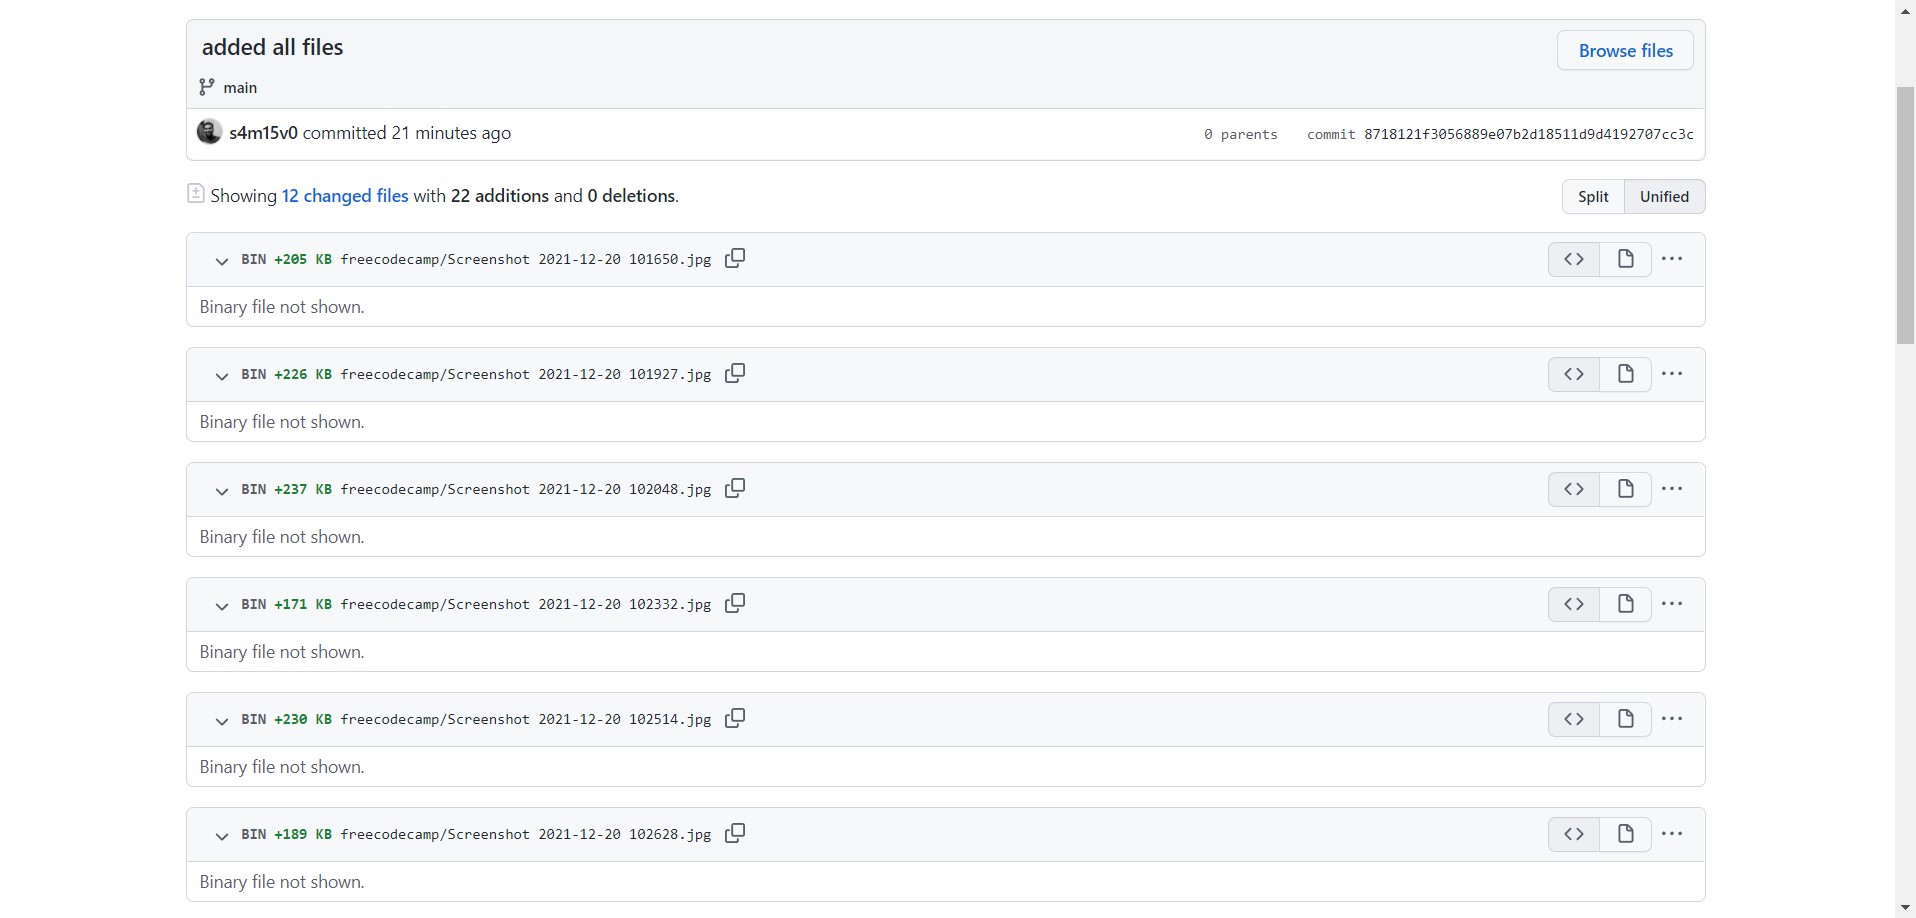 added all files
Browse files
main
s4m15v0 committed 21 minutes ago
0 parents commit 8718121f3056889e07b2d18511d9d4192707cc3c
Showing 12 changed files with 22 additions and 0 deletions.
Split Unified
BIN +205 KB freecodecamp/Screenshot 2021-12-20 101650.jpg
Binary file not shown.
BIN +226 KB freecodecamp/Screenshot 2021-12-20 101927.jpg
Binary file not shown.
BIN +237 KB freecodecamp/Screenshot 2021-12-20 102048.jpg
Binary file not shown.
BIN +171 KB freecodecamp/Screenshot 2021-12-20 102332.jpg
Binary file not shown.
BIN +230 KB freecodecamp/Screenshot 2021-12-20 102514.jpg
Binary file not shown.
BIN +189 KB freecodecamp/Screenshot 2021-12-20 102628.jpg
Binary file not shown.